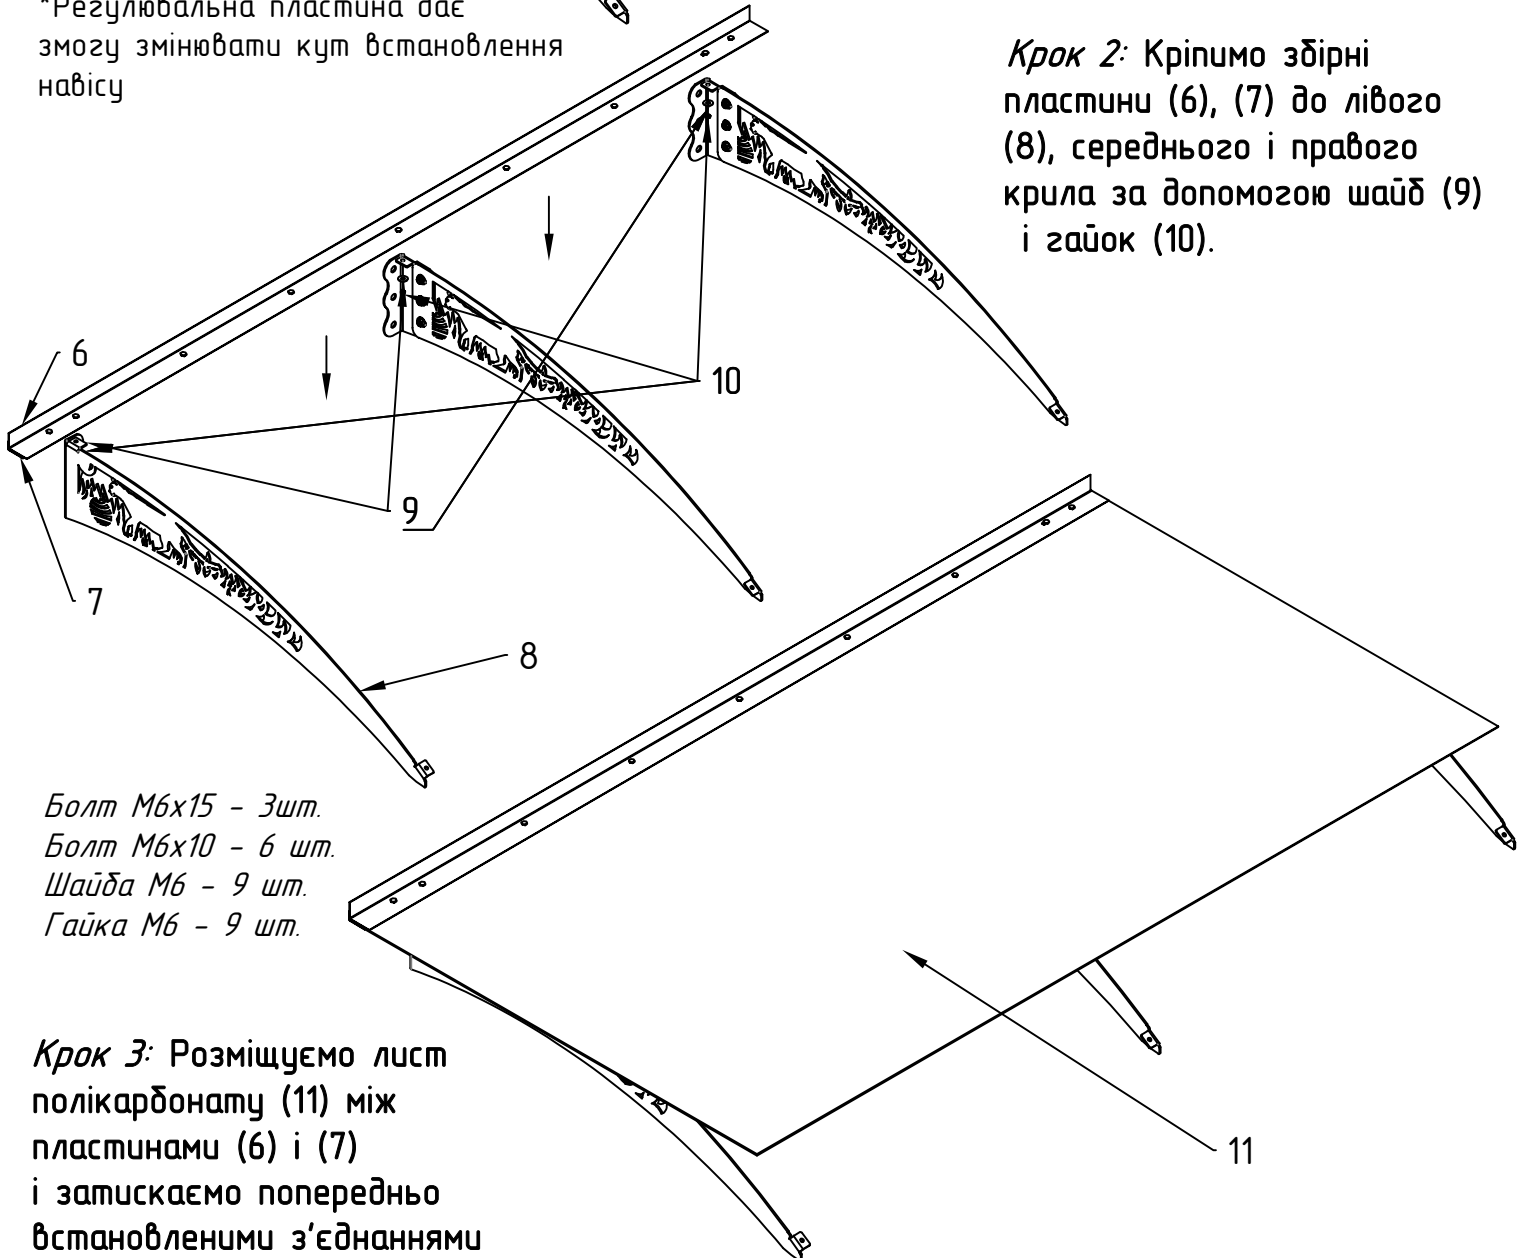 *Регулювальна пластина дає
змогу змінювати кут встановлення
навісу
Крок 2: Кріпимо збірні
пластини (6), (7) до лівого
(8), середнього і правого
крила за допомогою шайб (9)
і гайок (10).
6
10
9
7
8
Болт М6х15 - 3шт.
Болт М6х10 - 6 шт.
Шайба М6 - 9 шт.
Гайка М6 - 9 шт.
Крок 3: Розміщуємо лист
полікарбонату (11) між
пластинами (6) і (7)
і затискаємо попередньо
встановленими з'єднаннями
11